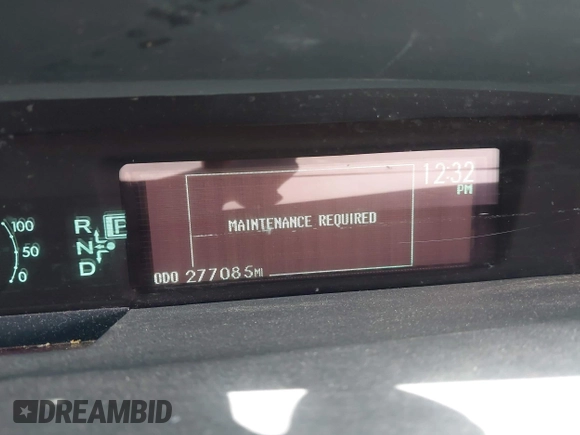 12:32
PM
100
50
0
R P
N
D
MAINTENANCE REQUIRED
ODO 277085 MI
DREAMBID